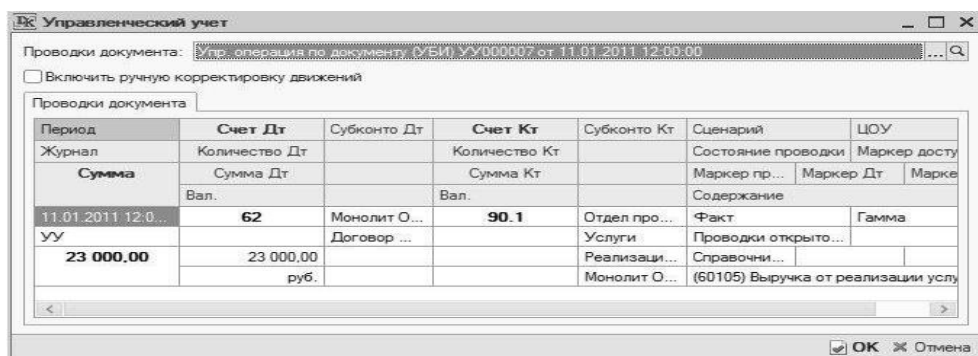 Управленческий учет
Проводки документа: Упр. операция по документу (УБИ) УУ000007 от 11.01.2011 12:00:00 ...
Включить ручную корректировку движений
Проводки документа
Период Счет Дт Субконто Дт Счет Кт Субконто Кт Сценарий ЦОУ
Журнал Количество Дт Количество Кт Состояние проводки Маркер досту
Сумма Сумма Дт Сумма Кт Маркер пр... Маркер Дт Марке
Вал. Вал. Содержание
11.01.2011 12:0... 62 Монолит О... 90.1 Отдел про... Факт Гамма
УУ Договор ... Услуги Проводки открыто...
23 000,00 23 000,00 Реализаци... Справочни...
руб. Монолит О... (60105) Выручка от реализации услу
OK Отмена